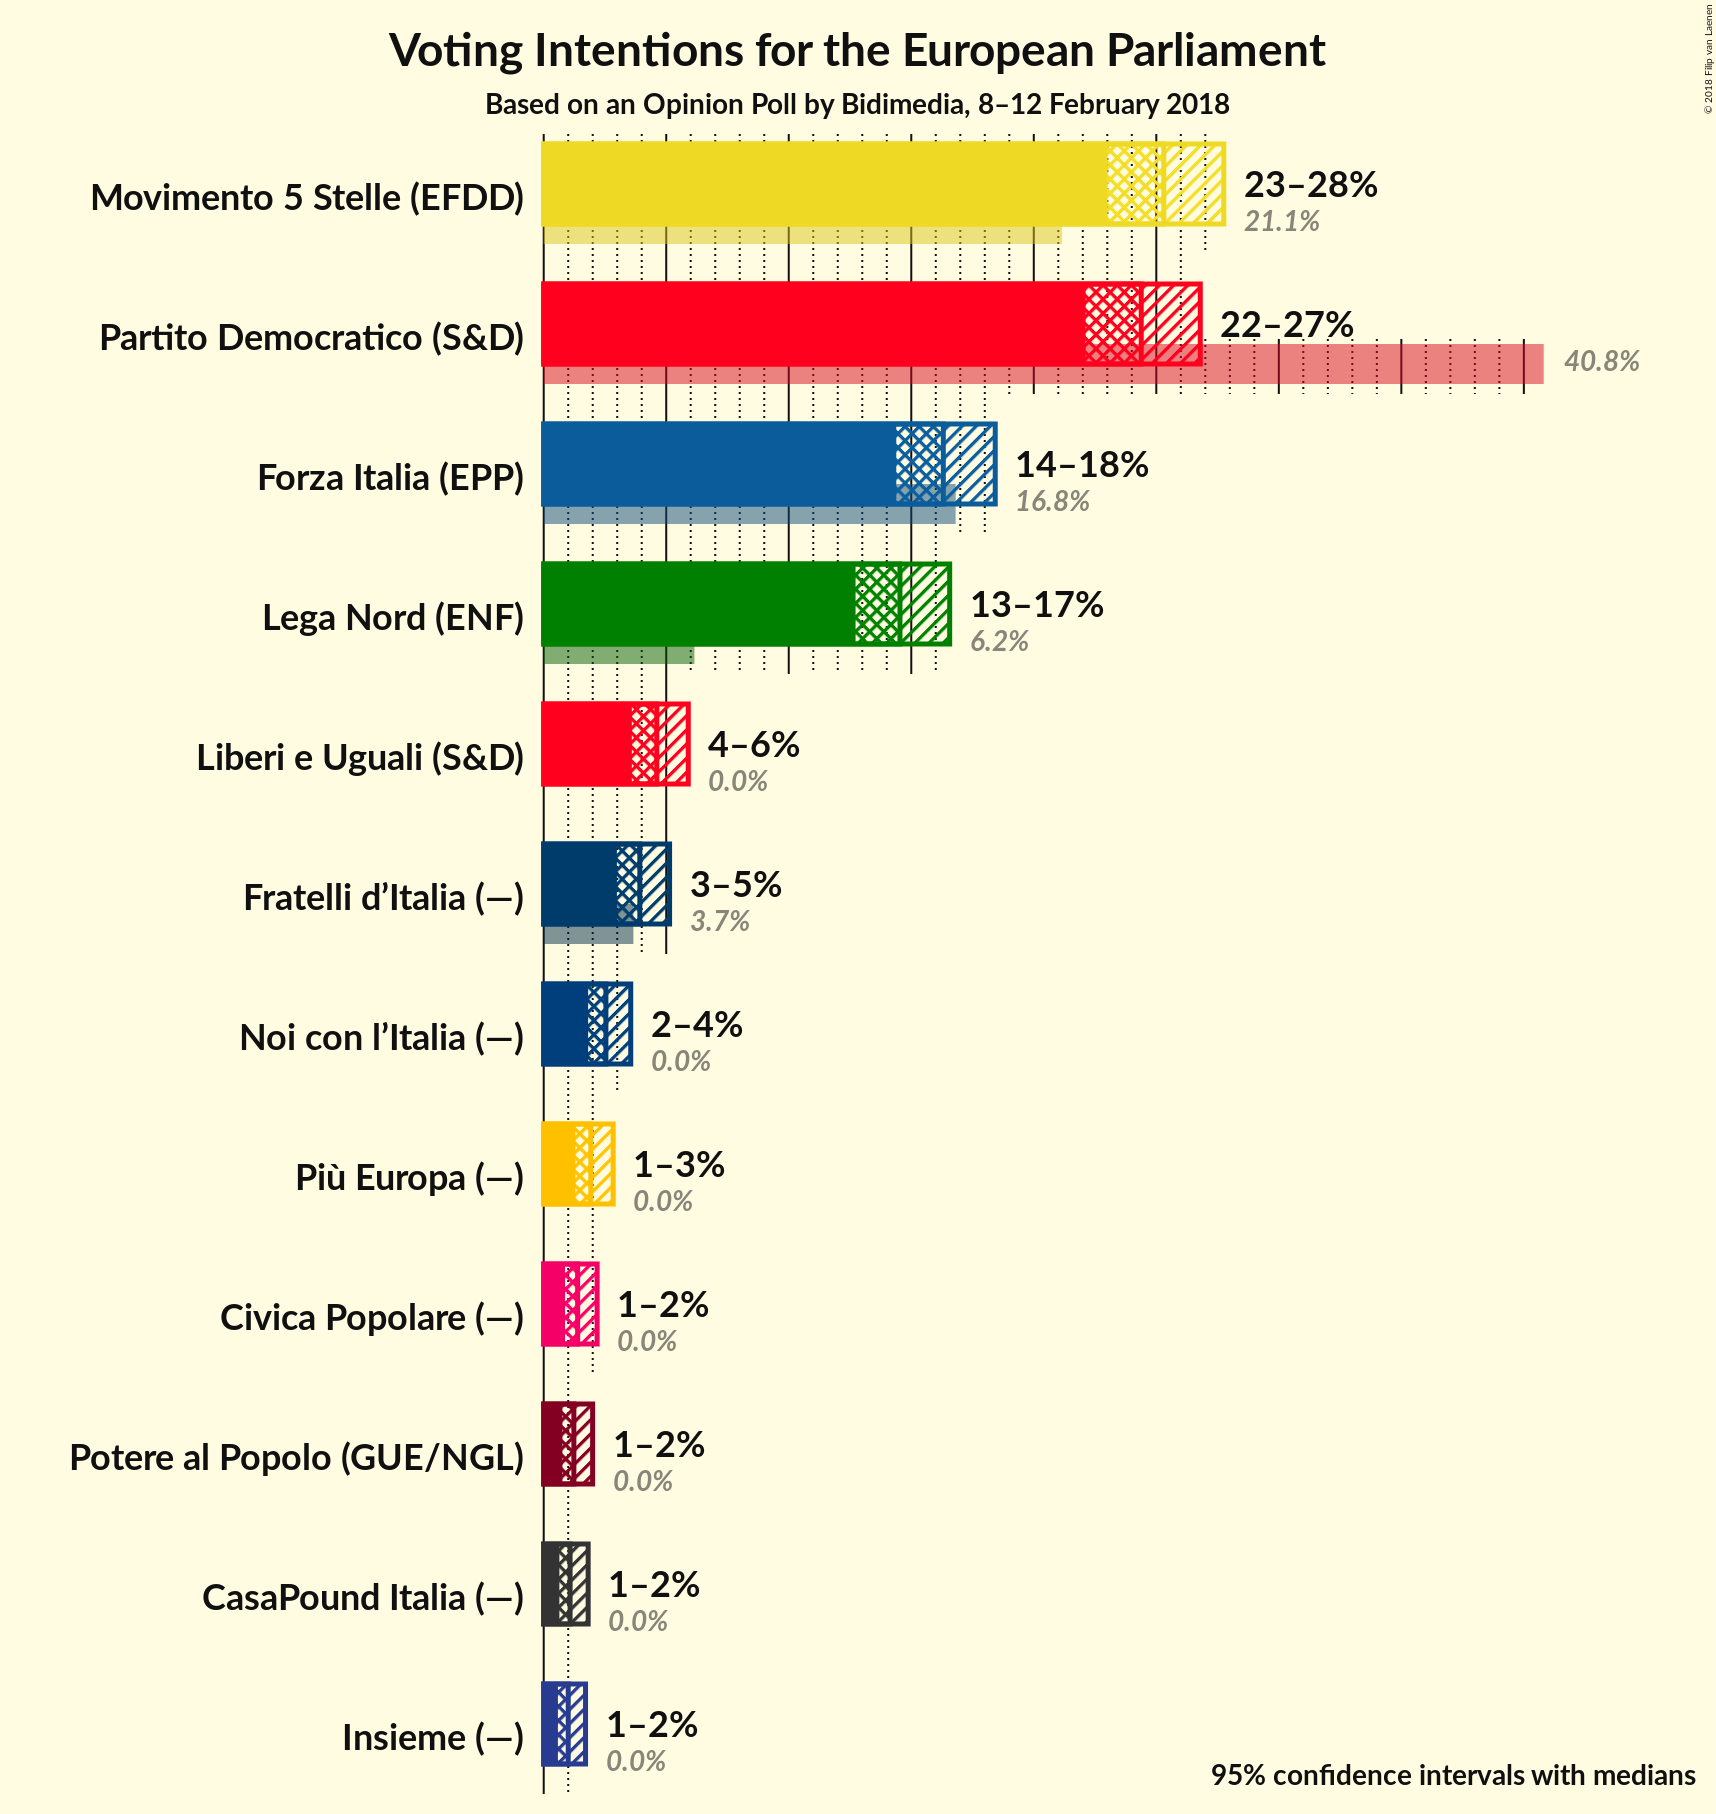 Voting Intentions for the European Parliament
Based on an Opinion Poll by Bidimedia, 8–12 February 2018
© 2018 Filip van Laenen
Movimento 5 Stelle (EFDD)
23–28%
21.1%
Partito Democratico (S&D)
22–27%
40.8%
Forza Italia (EPP)
14–18%
16.8%
Lega Nord (ENF)
13–17%
6.2%
Liberi e Uguali (S&D)
4–6%
0.0%
Fratelli d’Italia (—)
3–5%
3.7%
Noi con l’Italia (—)
2–4%
0.0%
Più Europa (—)
1–3%
0.0%
Civica Popolare (—)
1–2%
0.0%
Potere al Popolo (GUE/NGL)
1–2%
0.0%
CasaPound Italia (—)
1–2%
0.0%
Insieme (—)
1–2%
0.0%
95% confidence intervals with medians